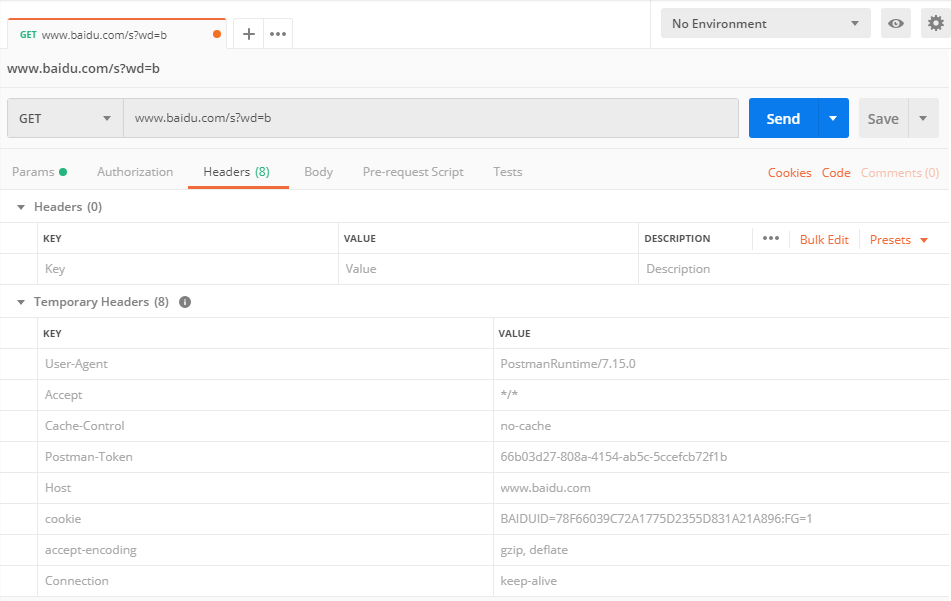 GET www.baidu.com/s?wd=b
No Environment
www.baidu.com/s?wd=b
GET www.baidu.com/s?wd=b Send Save
Params Authorization Headers (8) Body Pre-request Script Tests Cookies Code Comments (0)
Headers (0)
KEY VALUE DESCRIPTION Bulk Edit Presets
Key Value Description
Temporary Headers (8)
KEY VALUE
User-Agent PostmanRuntime/7.15.0
Accept */*
Cache-Control no-cache
Postman-Token 66b03d27-808a-4154-ab5c-5ccefcb72f1b
Host www.baidu.com
cookie BAIDUID=78F66039C72A1775D2355D831A21A896:FG=1
accept-encoding gzip, deflate
Connection keep-alive